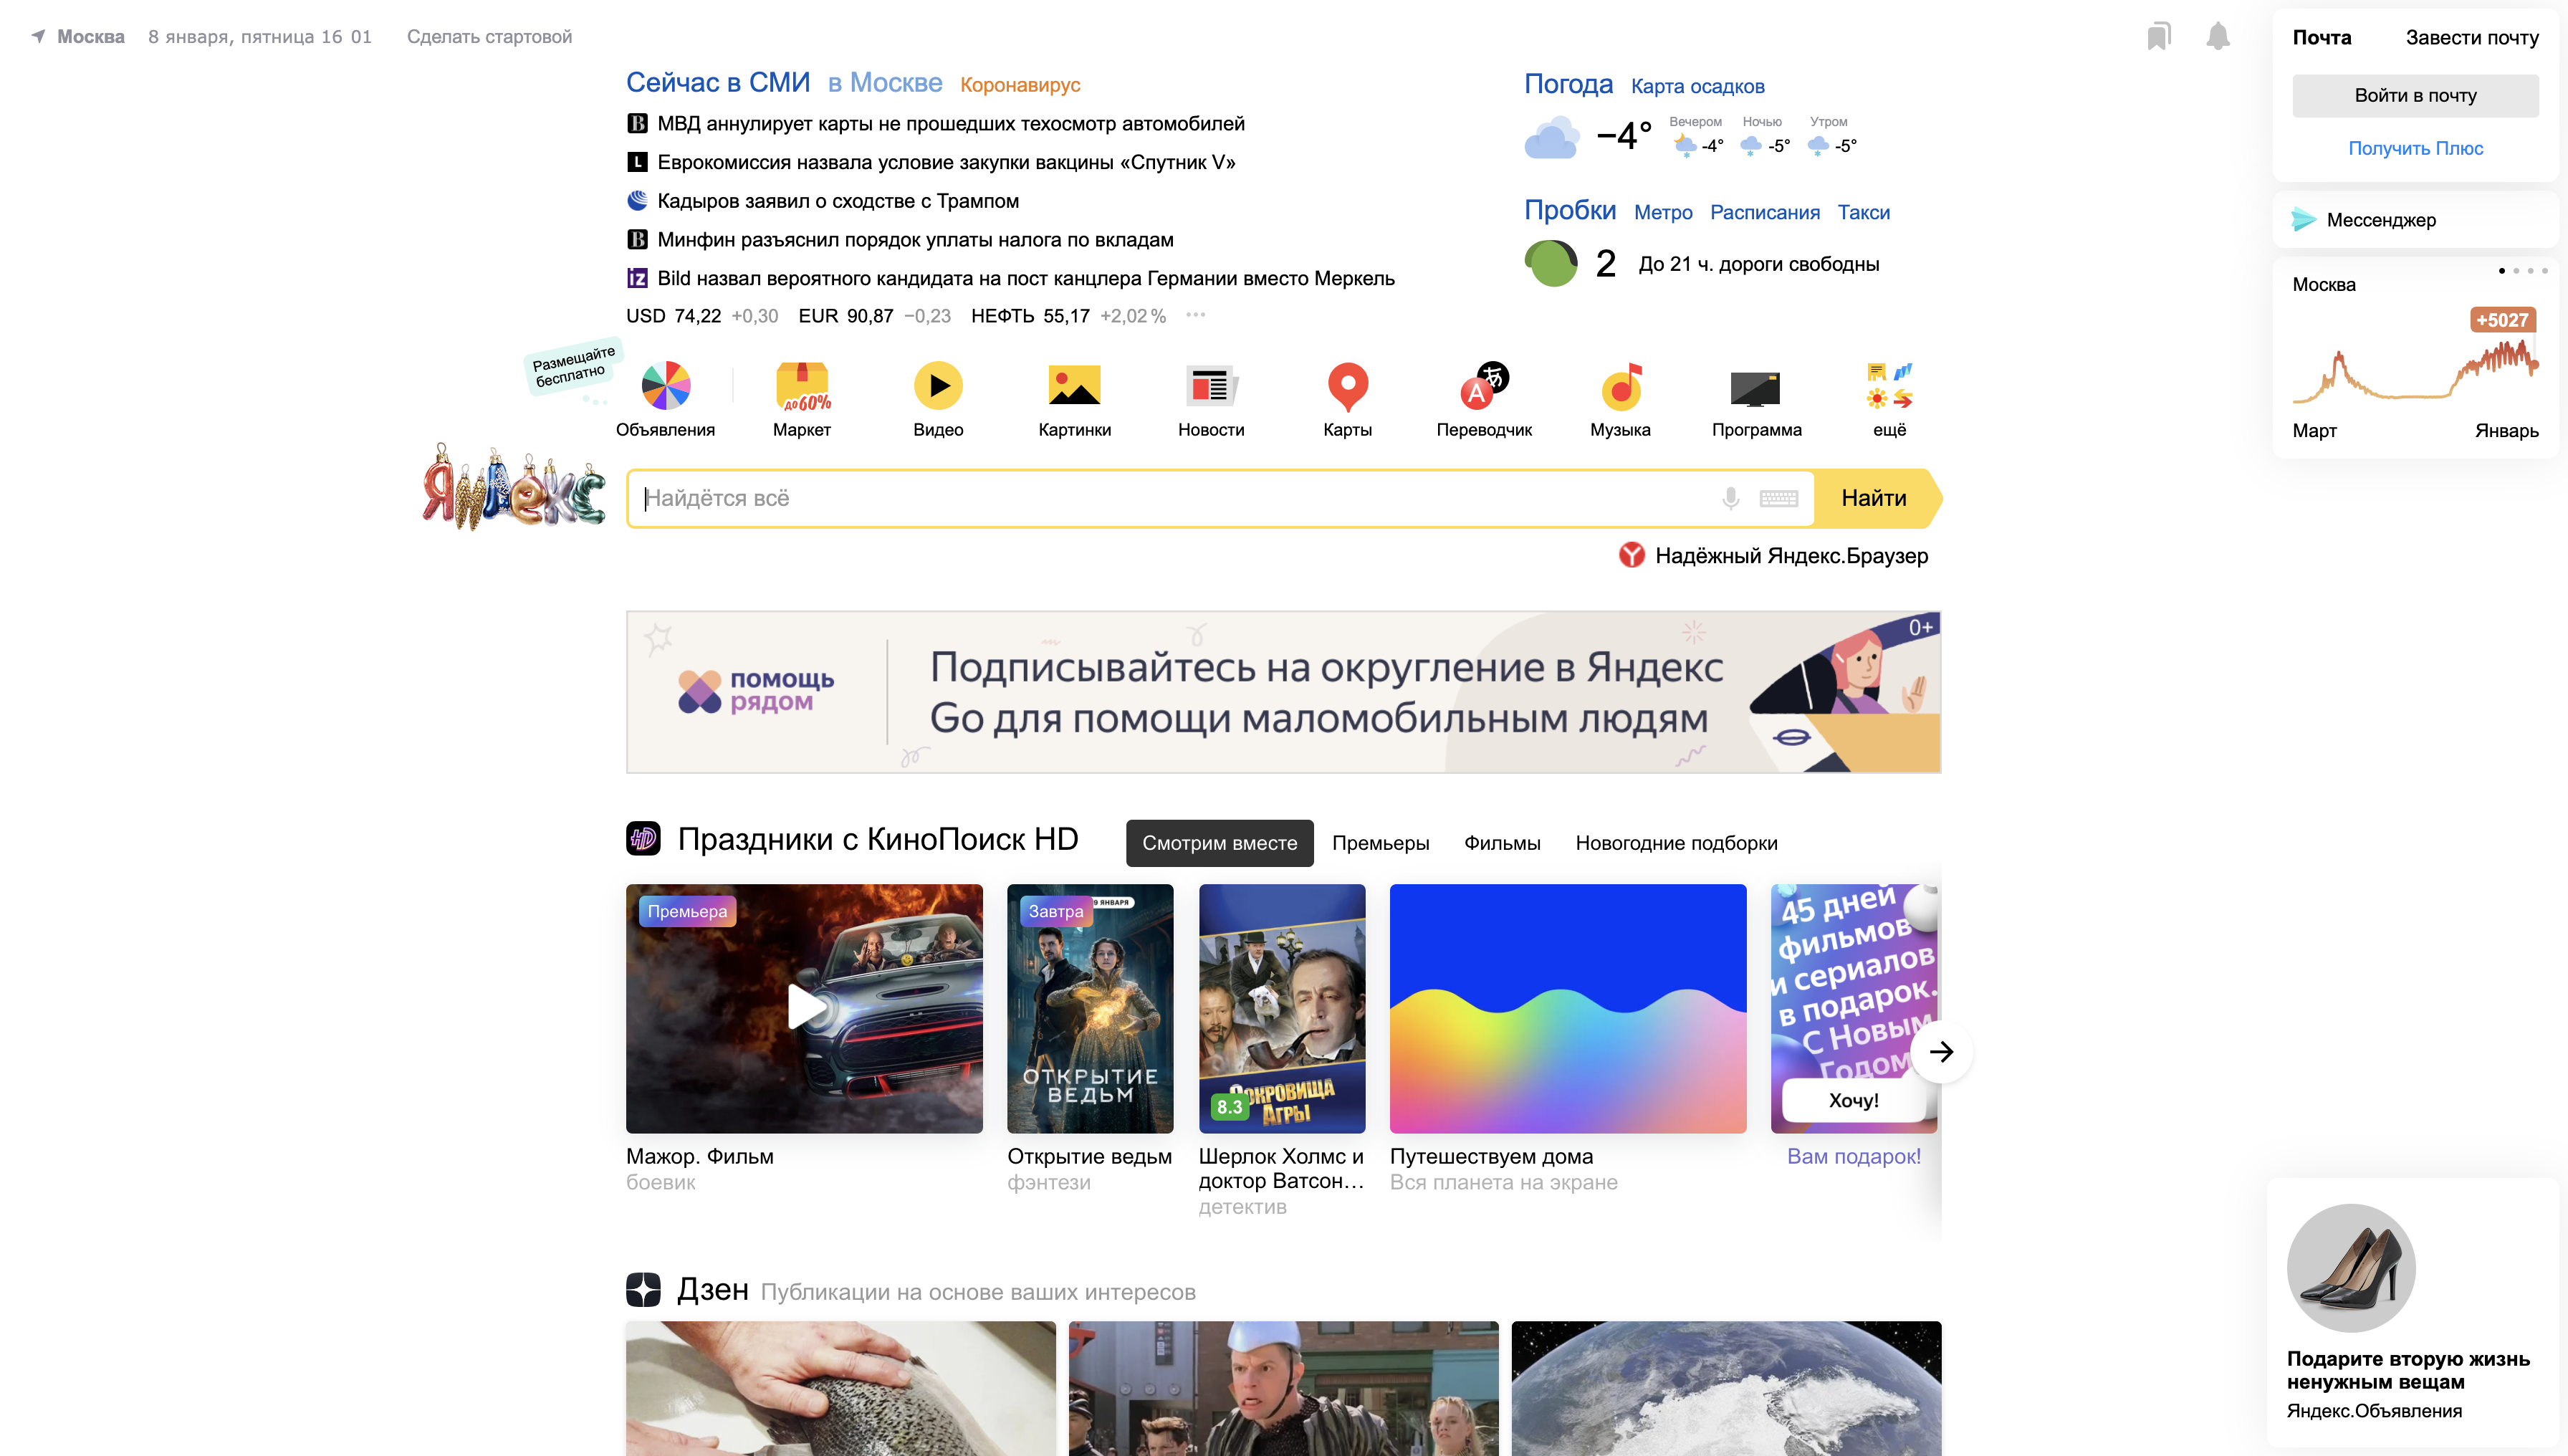 Москва 8 января, пятница 16 01 Сделать стартовой
Почта Завести почту
Войти в почту
Получить Плюс
Мессенджер
Москва
+5027
Март Январь
Сейчас в СМИ в Москве Коронавирус
МВД аннулирует карты не прошедших техосмотр автомобилей
Еврокомиссия назвала условие закупки вакцины «Спутник V»
Кадыров заявил о сходстве с Трампом
Минфин разъяснил порядок уплаты налога по вкладам
Bild назвал вероятного кандидата на пост канцлера Германии вместо Меркель
USD 74,22 +0,30 EUR 90,87 −0,23 НЕФТЬ 55,17 +2,02 % ···
Погода Карта осадков
−4° Вечером -4° Ночью -5° Утром -5°
Пробки Метро Расписания Такси
2 До 21 ч. дороги свободны
Размещайте
бесплатно
до 60%
Объявления Маркет Видео Картинки Новости Карты Переводчик Музыка Программа ещё
Яндекс
Найдётся всё
Найти
Надёжный Яндекс.Браузер
помощь
рядом
Подписывайтесь на округление в Яндекс
Go для помощи маломобильным людям
0+
HD Праздники с КиноПоиск HD Смотрим вместе Премьеры Фильмы Новогодние подборки
Премьера
Завтра
9 ЯНВАРЯ
ОТКРЫТИЕ
ВЕДЬМ
8.3
СОКРОВИЩА
АГРЫ
45 дней
фильмов
и сериалов
в подарок.
С Новым
Годом
Хочу!
Мажор. Фильм
боевик
Открытие ведьм
фэнтези
Шерлок Холмс и
доктор Ватсон…
детектив
Путешествуем дома
Вся планета на экране
Вам подарок!
Дзен Публикации на основе ваших интересов
Подарите вторую жизнь
ненужным вещам
Яндекс.Объявления